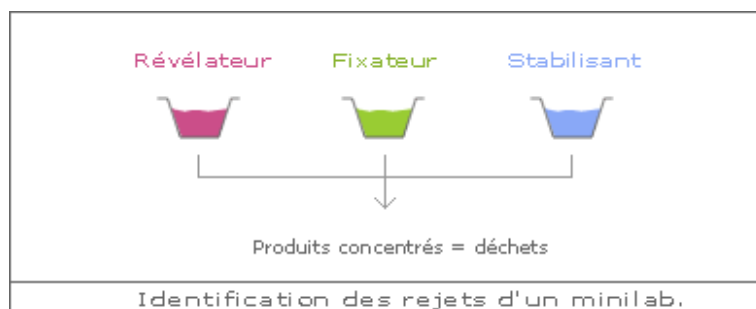 Révélateur Fixateur Stabilisant
Produits concentrés = déchets
Identification des rejets d'un minilab.